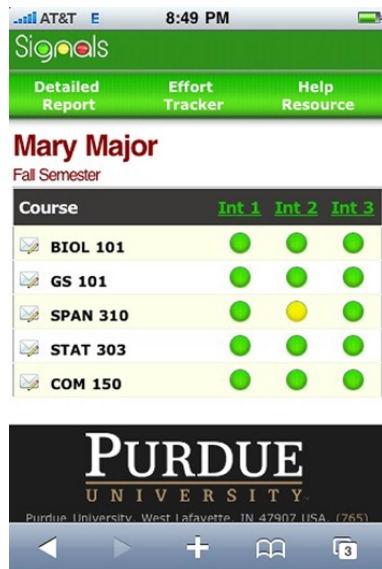 AT&T E 8:49 PM
Signals
Detailed Report
Effort Tracker
Help Resource
Mary Major
Fall Semester
Course Int 1 Int 2 Int 3
BIOL 101
GS 101
SPAN 310
STAT 303
COM 150
PURDUE
UNIVERSITY
Purdue University, West Lafayette, IN 47907 USA, (765)
3